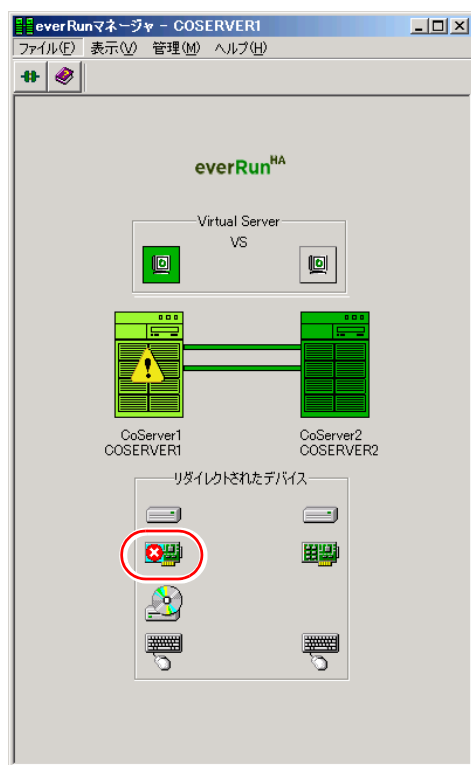 everRunマネージャ - COSERVER1
ファイル(F) 表示(V) 管理(M) ヘルプ(H)
everRun HA
Virtual Server
VS
CoServer1
COSERVER1
CoServer2
COSERVER2
リダイレクトされたデバイス